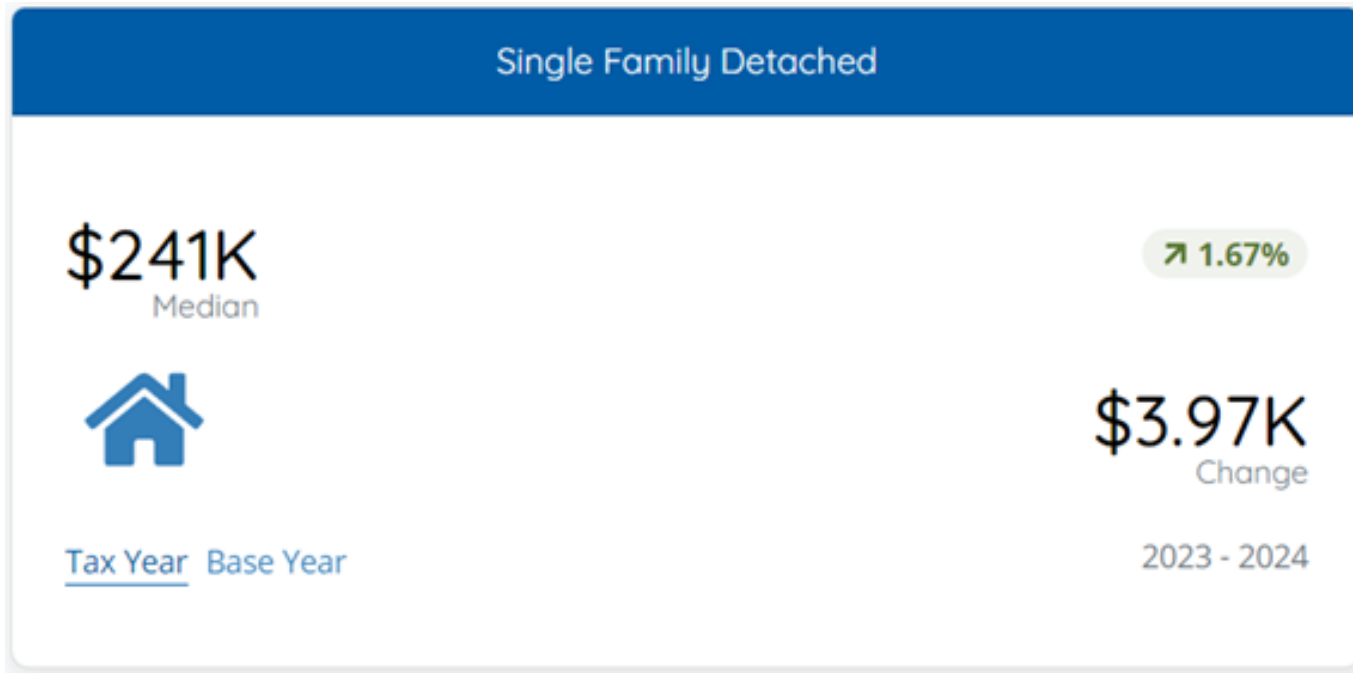 Single Family Detached
$241K
Median
1.67%
$3.97K
Change
Tax Year Base Year
2023 - 2024